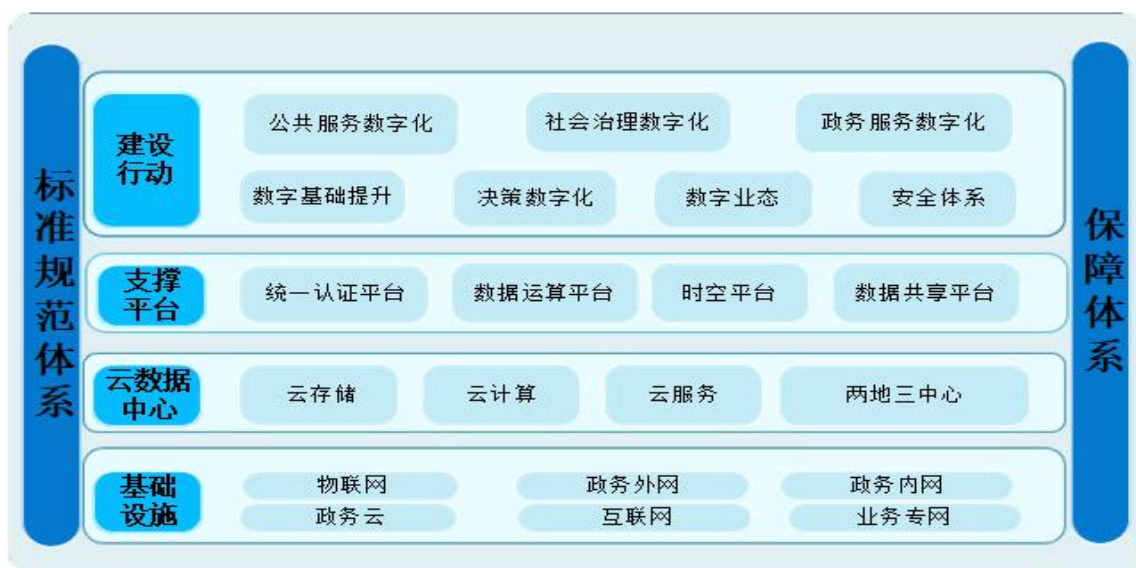 标准规范体系
建设
行动
公共服务数字化
社会治理数字化
政务服务数字化
数字基础提升
决策数字化
数字业态
安全体系
支撑
平台
统一认证平台
数据运算平台
时空平台
数据共享平台
云数据
中心
云存储
云计算
云服务
两地三中心
基础
设施
物联网
政务外网
政务内网
政务云
互联网
业务专网
保障体系